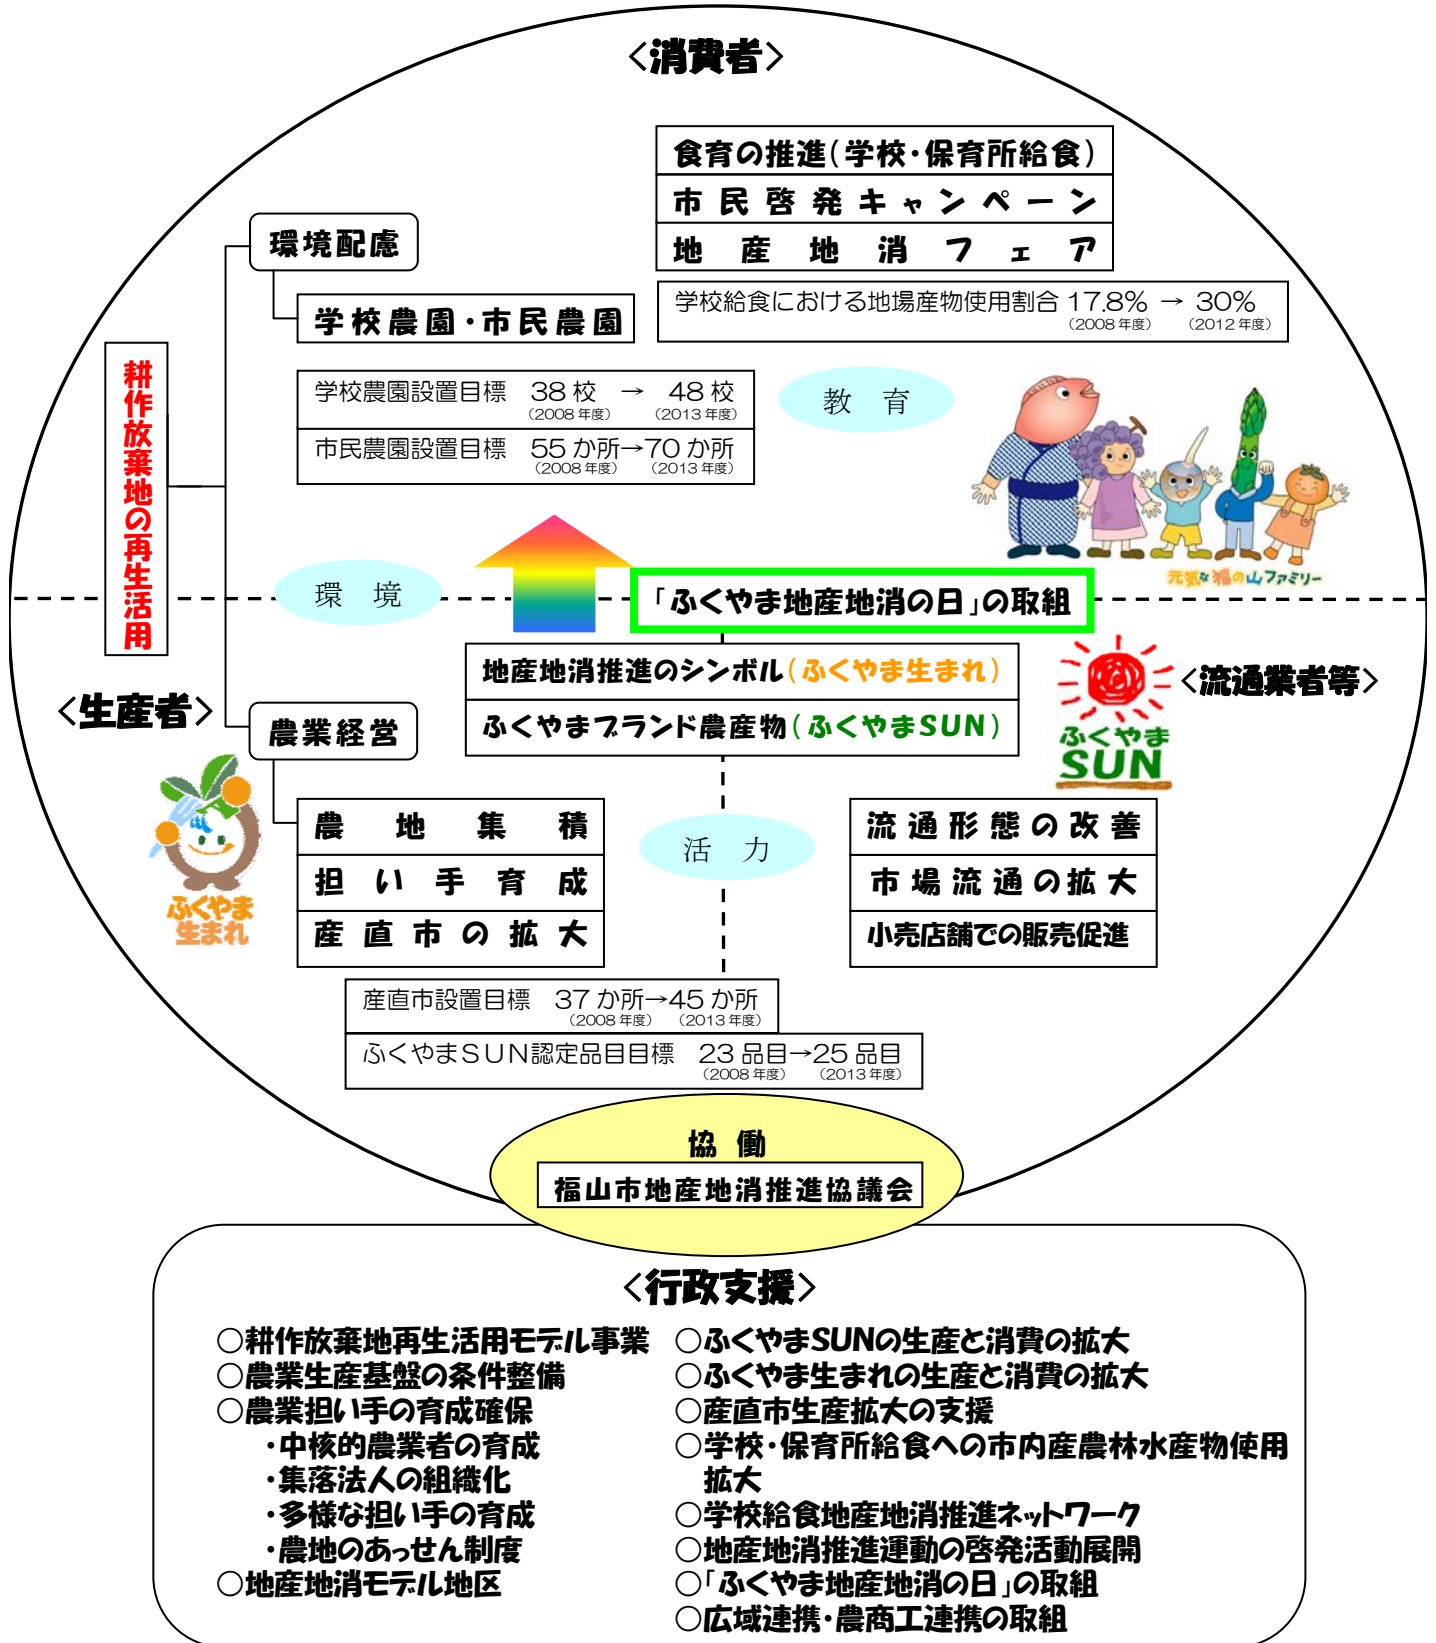 <消費者>
食育の推進(学校・保育所給食)
市民啓発キャンペーン
地産地消フェア
学校給食における地場産物使用割合 17.8% → 30%
(2008年度) (2012年度)
環境配慮
学校農園・市民農園
耕作放棄地の再生活用
学校農園設置目標 38校 → 48校
(2008年度) (2013年度)
市民農園設置目標 55か所→70か所
(2008年度) (2013年度)
教 育
元気な福の山ファミリー
環 境
「ふくやま地産地消の日」の取組
地産地消推進のシンボル(ふくやま生まれ)
ふくやまブランド農産物(ふくやまSUN)
<流通業者等>
ふくやま
SUN
<生産者>
農業経営
ふくやま
生まれ
農地集積
担い手育成
産直市の拡大
活 力
流通形態の改善
市場流通の拡大
小売店舗での販売促進
産直市設置目標 37か所→45か所
(2008年度) (2013年度)
ふくやまSUN認定品目目標 23品目→25品目
(2008年度) (2013年度)
協 働
福山市地産地消推進協議会
<行政支援>
○耕作放棄地再生活用モデル事業
○農業生産基盤の条件整備
○農業担い手の育成確保
・中核的農業者の育成
・集落法人の組織化
・多様な担い手の育成
・農地のあっせん制度
○地産地消モデル地区
○ふくやまSUNの生産と消費の拡大
○ふくやま生まれの生産と消費の拡大
○産直市生産拡大の支援
○学校・保育所給食への市内産農林水産物使用
拡大
○学校給食地産地消推進ネットワーク
○地産地消推進運動の啓発活動展開
○「ふくやま地産地消の日」の取組
○広域連携・農商工連携の取組